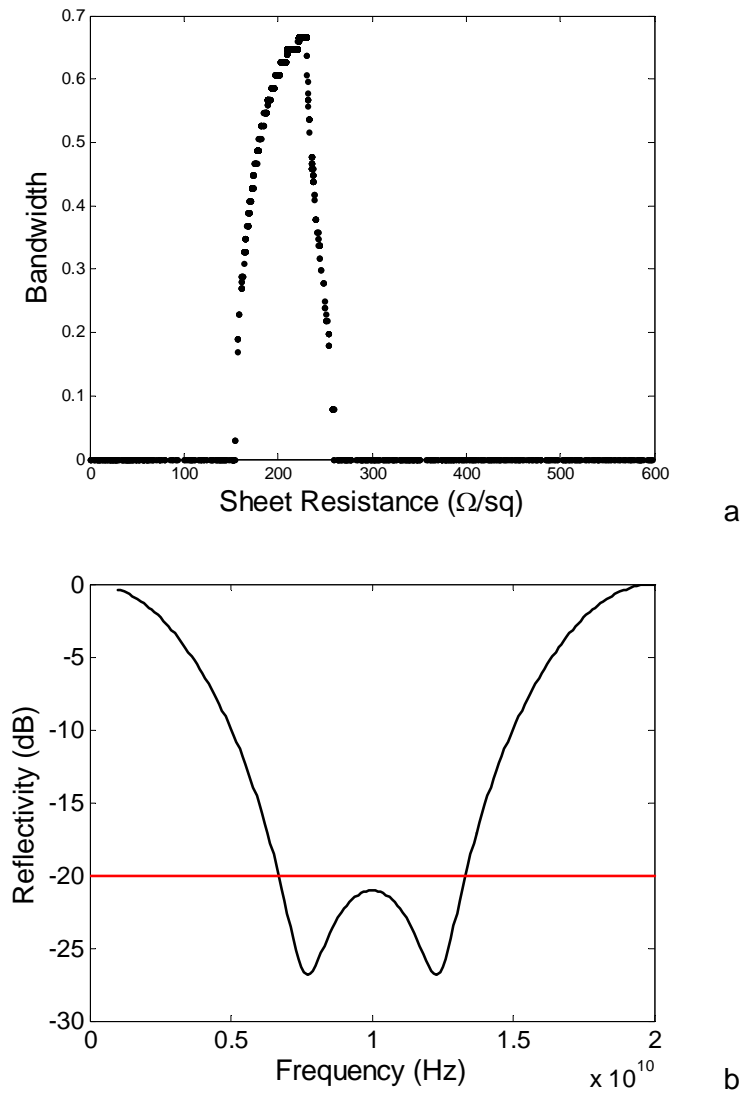 0.7
0.6
0.5
0.4
0.3
0.2
0.1
0
Bandwidth
0 100 200 300 400 500 600
Sheet Resistance (Ω/sq)
a
0
-5
-10
-15
-20
-25
-30
Reflectivity (dB)
0 0.5 1 1.5 2
Frequency (Hz)
x 10¹⁰
b